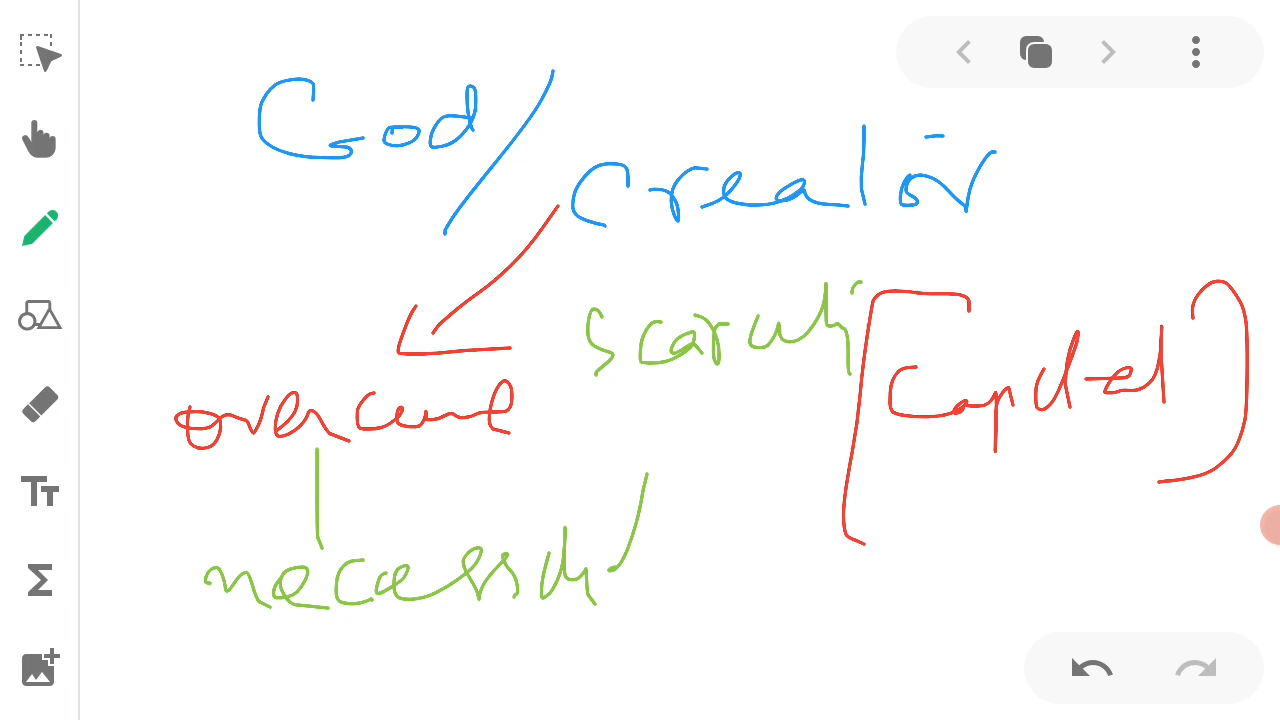 God/
Creator
scarcity
[Capital)
overcome
necessity